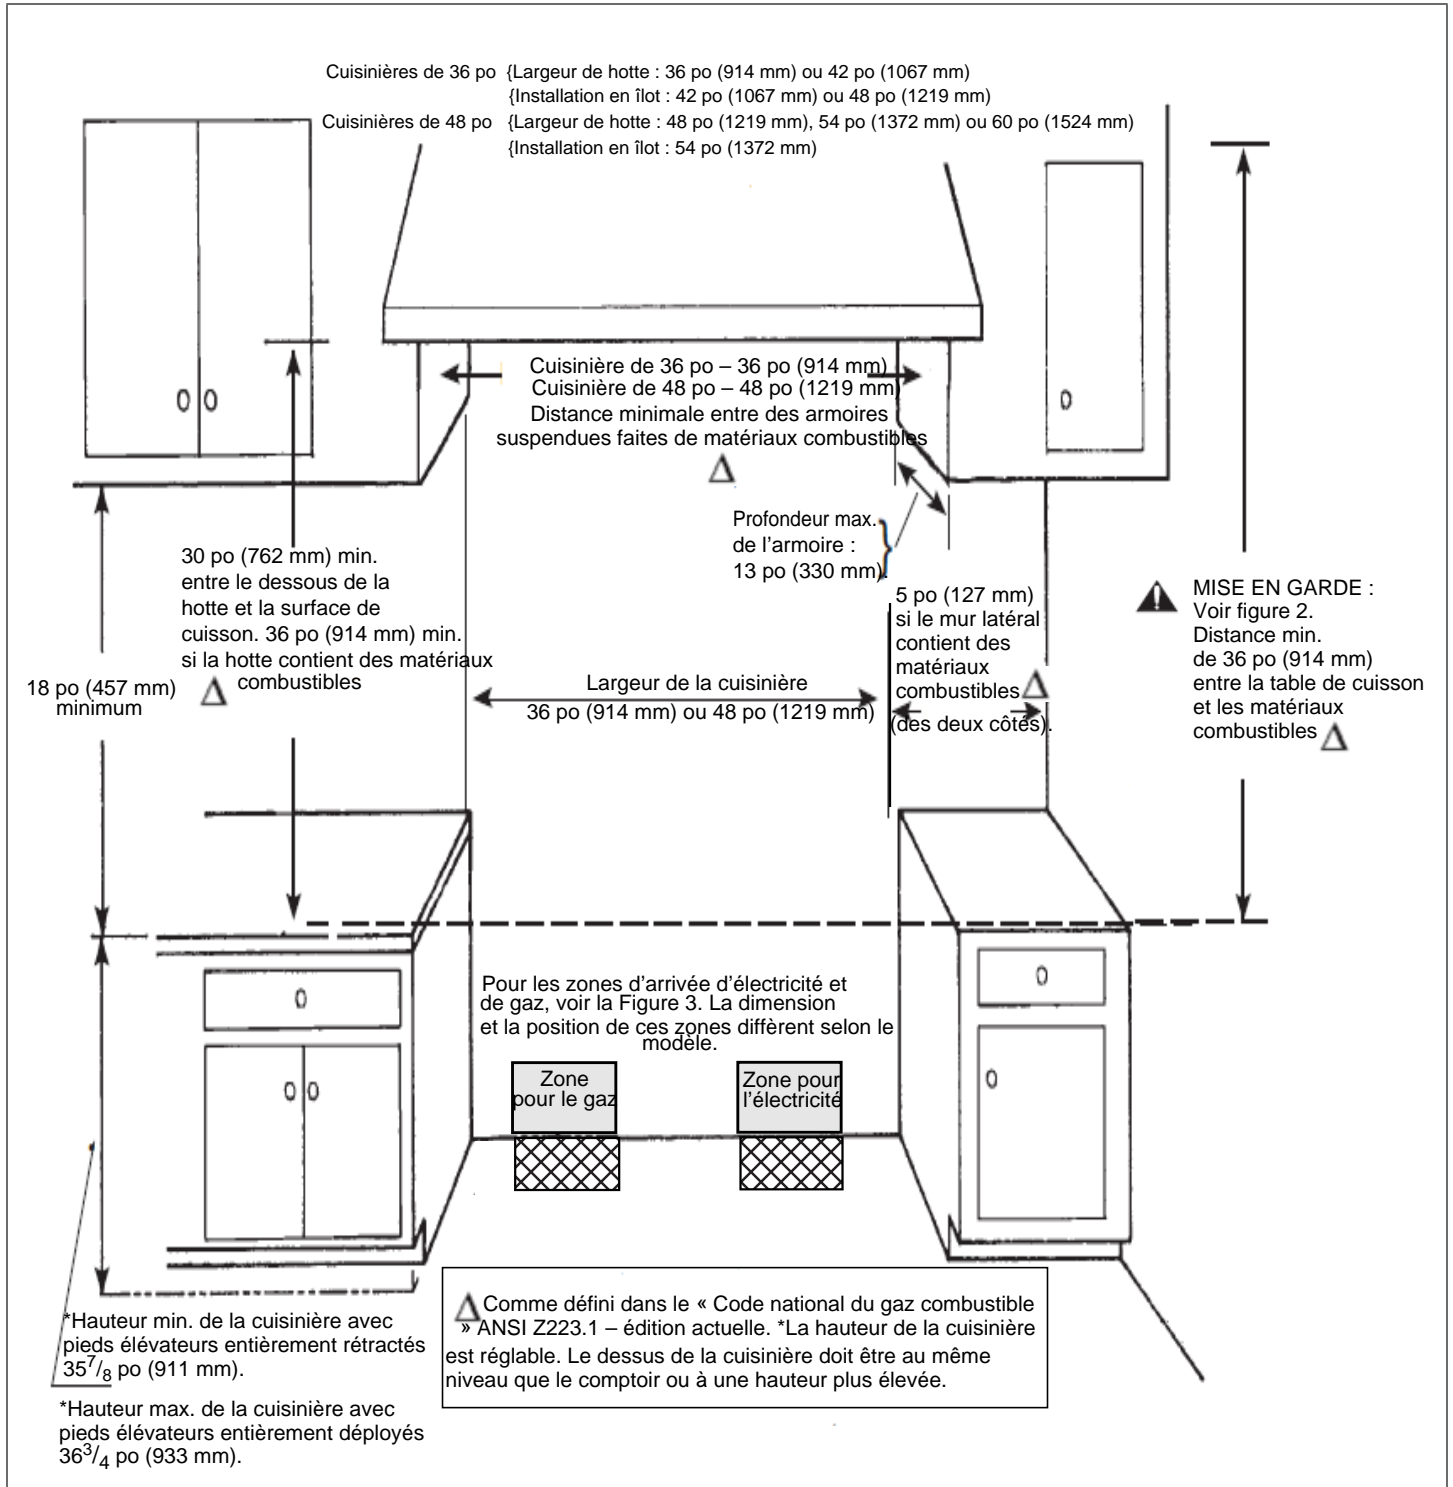 Cuisinières de 36 po {Largeur de hotte : 36 po (914 mm) ou 42 po (1067 mm)
{Installation en îlot : 42 po (1067 mm) ou 48 po (1219 mm)
Cuisinières de 48 po {Largeur de hotte : 48 po (1219 mm), 54 po (1372 mm) ou 60 po (1524 mm)
{Installation en îlot : 54 po (1372 mm)
Cuisinière de 36 po – 36 po (914 mm)
Cuisinière de 48 po – 48 po (1219 mm)
Distance minimale entre des armoires
suspendues faites de matériaux combustibles
Δ
Profondeur max.
de l’armoire :
13 po (330 mm).
30 po (762 mm) min.
entre le dessous de la
hotte et la surface de
cuisson. 36 po (914 mm) min.
si la hotte contient des matériaux
Δ combustibles
18 po (457 mm)
minimum
5 po (127 mm)
si le mur latéral
contient des
matériaux
combustibles Δ
(des deux côtés).
Largeur de la cuisinière
36 po (914 mm) ou 48 po (1219 mm)
MISE EN GARDE :
Voir figure 2.
Distance min.
de 36 po (914 mm)
entre la table de cuisson
et les matériaux
combustibles Δ
Pour les zones d’arrivée d’électricité et
de gaz, voir la Figure 3. La dimension
et la position de ces zones diffèrent selon le
modèle.
Zone
pour le gaz
Zone pour
l’électricité
*Hauteur min. de la cuisinière avec
pieds élévateurs entièrement rétractés
35 7/8 po (911 mm).
*Hauteur max. de la cuisinière avec
pieds élévateurs entièrement déployés
36 3/4 po (933 mm).
Δ Comme défini dans le « Code national du gaz combustible
» ANSI Z223.1 – édition actuelle. *La hauteur de la cuisinière
est réglable. Le dessus de la cuisinière doit être au même
niveau que le comptoir ou à une hauteur plus élevée.